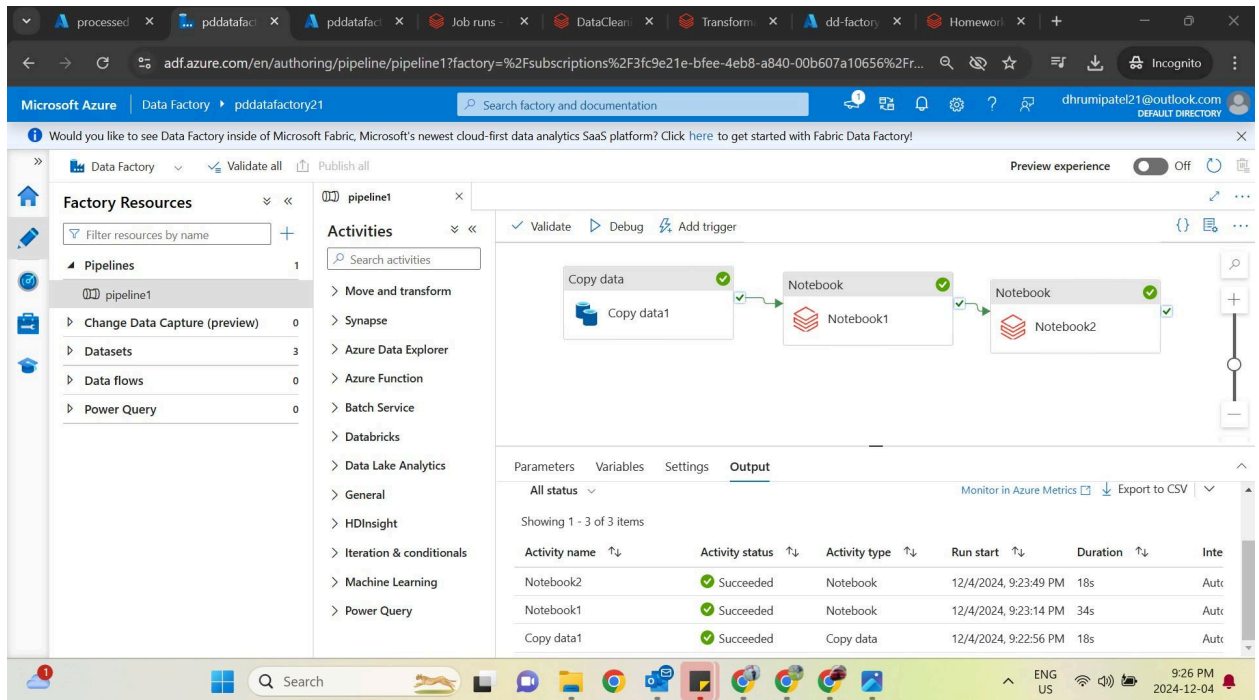 processed
pddatafact
pddatafact
Job runs -
DataCleani
Transform
dd-factory
Homework
adf.azure.com/en/authoring/pipeline/pipeline1?factory=%2Fsubscriptions%2F3fc9e21e-bfee-4eb8-a840-00b607a10656%2Fr...
Incognito
Microsoft Azure
Data Factory
pddatafactory21
Search factory and documentation
1
dhrumipatel21@outlook.com
DEFAULT DIRECTORY
Would you like to see Data Factory inside of Microsoft Fabric, Microsoft's newest cloud-first data analytics SaaS platform? Click here to get started with Fabric Data Factory!
Data Factory
Validate all
Publish all
Preview experience
Off
Factory Resources
Filter resources by name
Pipelines 1
pipeline1
Change Data Capture (preview) 0
Datasets 3
Data flows 0
Power Query 0
pipeline1
Activities
Search activities
Move and transform
Synapse
Azure Data Explorer
Azure Function
Batch Service
Databricks
Data Lake Analytics
General
HDInsight
Iteration & conditionals
Machine Learning
Power Query
Validate
Debug
Add trigger
Copy data
Copy data1
Notebook
Notebook1
Notebook
Notebook2
Parameters Variables Settings Output
All status
Monitor in Azure Metrics
Export to CSV
Showing 1 - 3 of 3 items
Activity name Activity status Activity type Run start Duration Inte
Notebook2 Succeeded Notebook 12/4/2024, 9:23:49 PM 18s Auto
Notebook1 Succeeded Notebook 12/4/2024, 9:23:14 PM 34s Auto
Copy data1 Succeeded Copy data 12/4/2024, 9:22:56 PM 18s Auto
1
Search
ENG
US
9:26 PM
2024-12-04